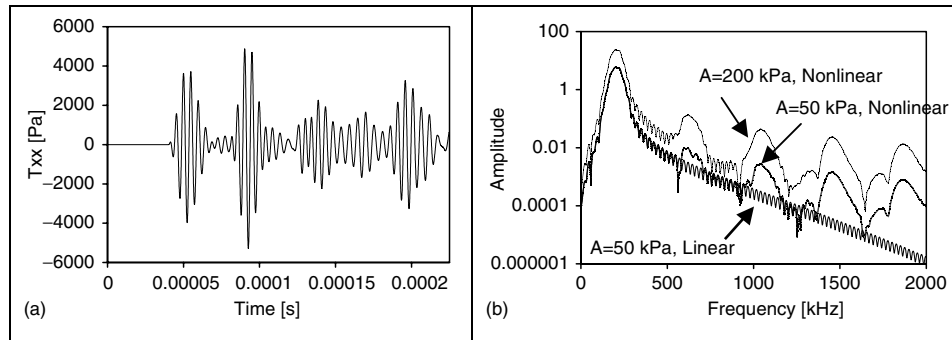 6000
4000
2000
0
−2000
−4000
−6000
Txx [Pa]
0
0.00005
0.0001
0.00015
0.0002
Time [s]
(a)
100
1
0.01
0.0001
0.000001
Amplitude
A=200 kPa, Nonlinear
A=50 kPa, Nonlinear
A=50 kPa, Linear
0
500
1000
1500
2000
Frequency [kHz]
(b)